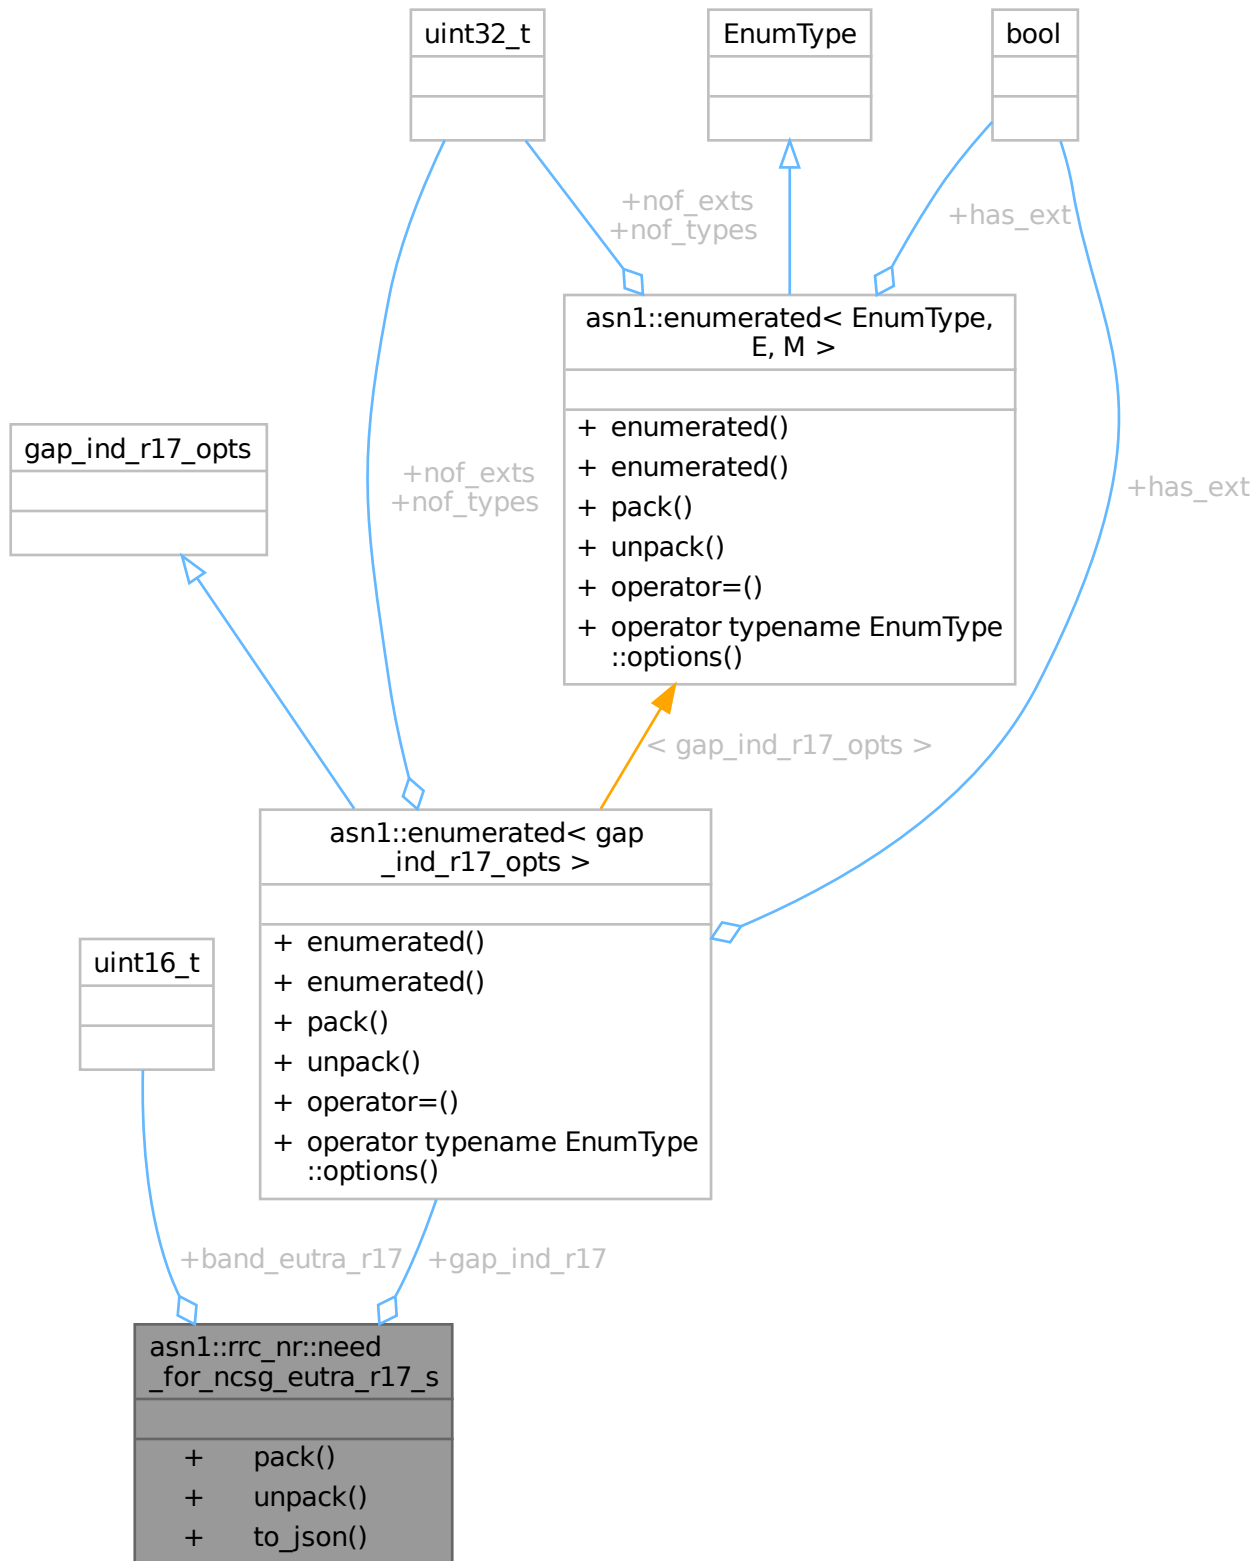 uint32_t
EnumType
bool
+nof_exts
+nof_types
+has_ext
asn1::enumerated< EnumType,
E, M >
+ enumerated()
+ enumerated()
+ pack()
+ unpack()
+ operator=()
+ operator typename EnumType
::options()
gap_ind_r17_opts
+nof_exts
+nof_types
+has_ext
< gap_ind_r17_opts >
asn1::enumerated< gap
_ind_r17_opts >
+ enumerated()
+ enumerated()
+ pack()
+ unpack()
+ operator=()
+ operator typename EnumType
::options()
uint16_t
+band_eutra_r17
+gap_ind_r17
asn1::rrc_nr::need
_for_ncsg_eutra_r17_s
+ pack()
+ unpack()
+ to_json()